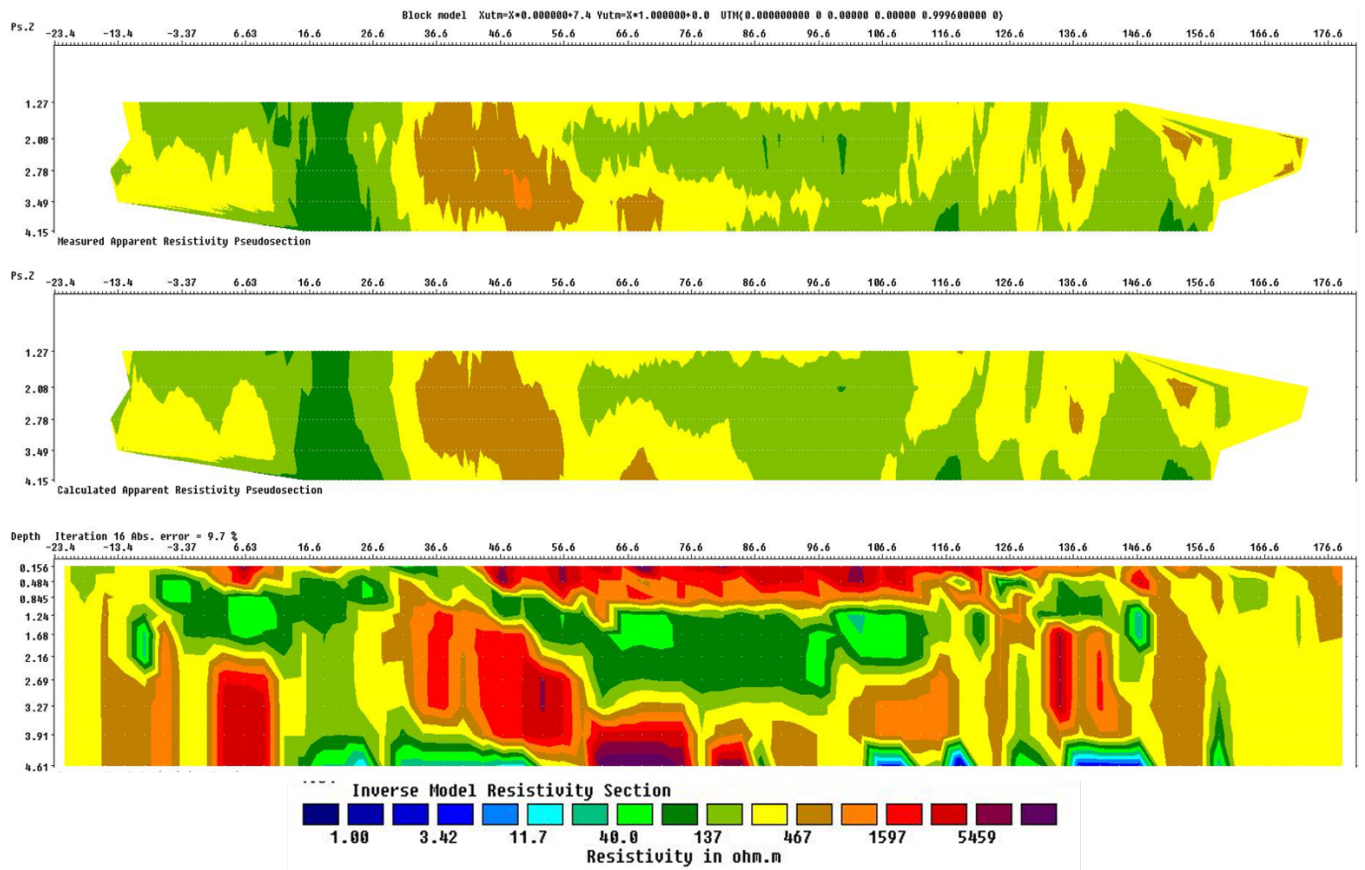 Block model Xutm=X*0.000000+7.4 Yutm=X*1.000000+0.0 UTM{0.000000000 0 0.00000 0.00000 0.999600000 0}
Ps.Z
-23.4 -13.4 -3.37 6.63 16.6 26.6 36.6 46.6 56.6 66.6 76.6 86.6 96.6 106.6 116.6 126.6 136.6 146.6 156.6 166.6 176.6
1.27
2.08
2.78
3.49
4.15
Measured Apparent Resistivity Pseudosection
Ps.Z
-23.4 -13.4 -3.37 6.63 16.6 26.6 36.6 46.6 56.6 66.6 76.6 86.6 96.6 106.6 116.6 126.6 136.6 146.6 156.6 166.6 176.6
1.27
2.08
2.78
3.49
4.15
Calculated Apparent Resistivity Pseudosection
Depth Iteration 16 Abs. error = 9.7 %
-23.4 -13.4 -3.37 6.63 16.6 26.6 36.6 46.6 56.6 66.6 76.6 86.6 96.6 106.6 116.6 126.6 136.6 146.6 156.6 166.6 176.6
0.156
0.484
0.845
1.24
1.68
2.16
2.69
3.27
3.91
4.61
Inverse Model Resistivity Section
1.00 3.42 11.7 40.0 137 467 1597 5459
Resistivity in ohm.m